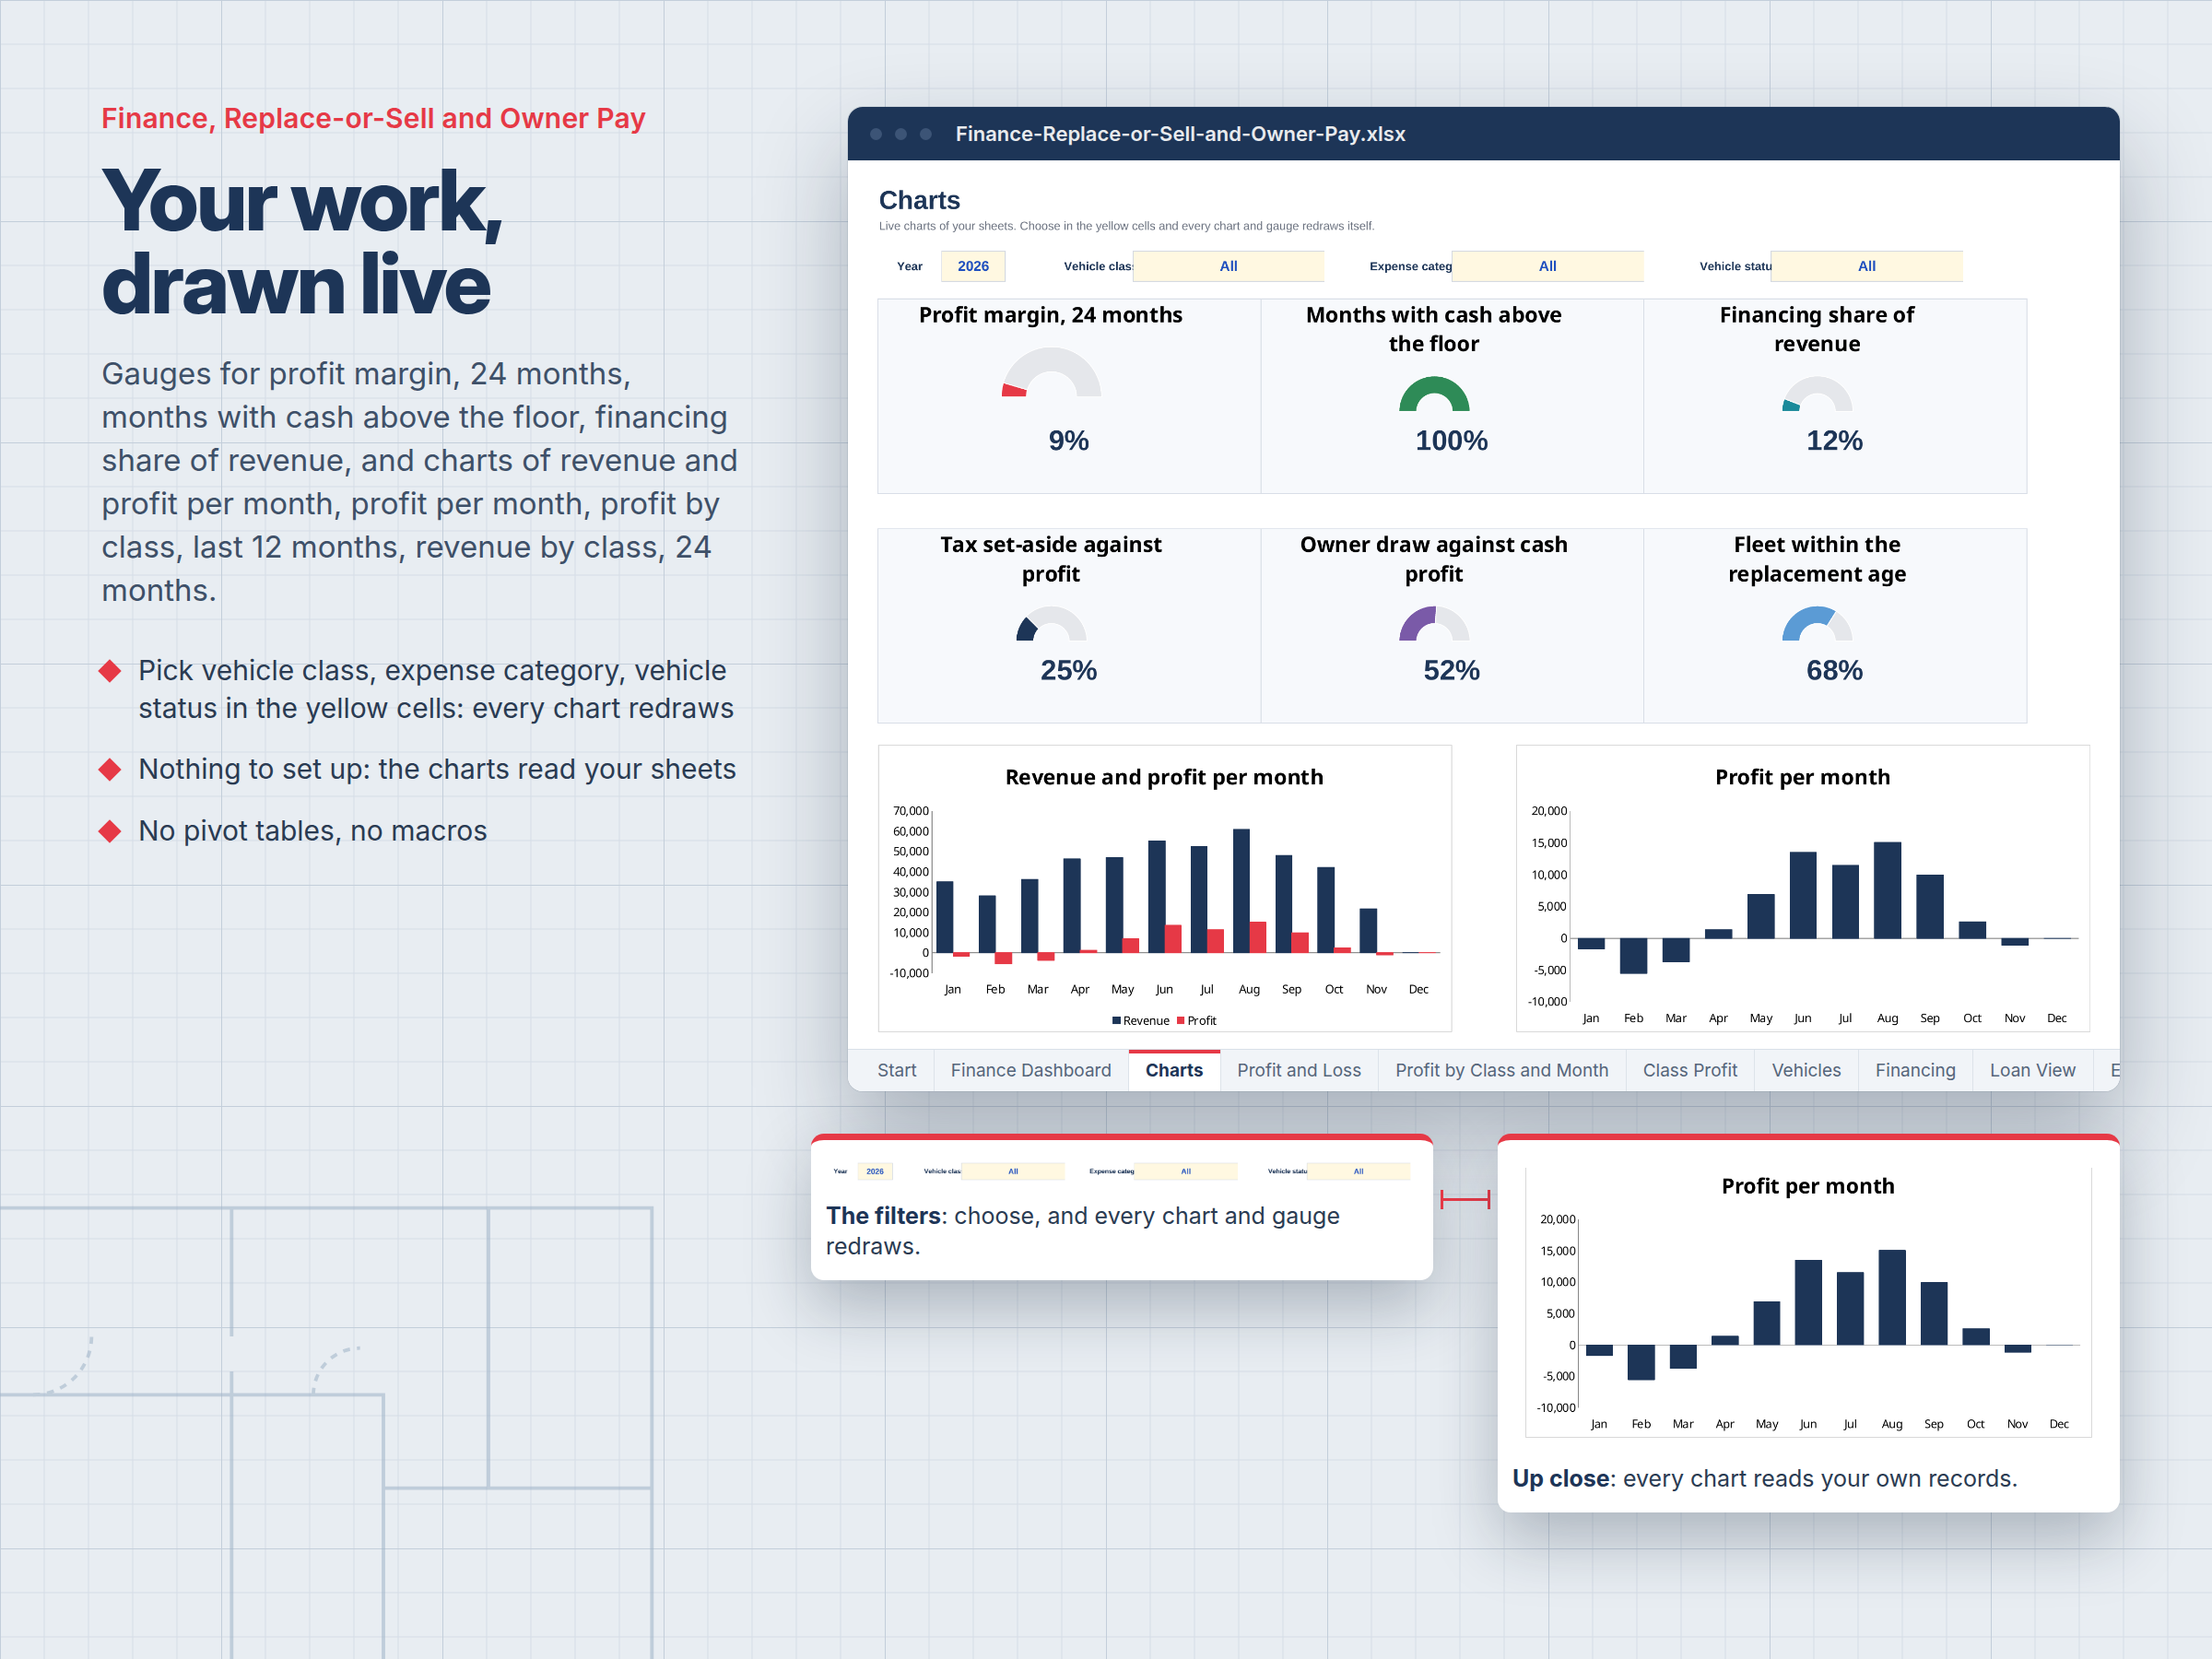 Finance, Replace-or-Sell and Owner Pay
Your work,
drawn live
Gauges for profit margin, 24 months,
months with cash above the floor, financing
share of revenue, and charts of revenue and
profit per month, profit per month, profit by
class, last 12 months, revenue by class, 24
months.
Pick vehicle class, expense category, vehicle
status in the yellow cells: every chart redraws
Nothing to set up: the charts read your sheets
No pivot tables, no macros
Finance-Replace-or-Sell-and-Owner-Pay.xlsx
Charts
Live charts of your sheets. Choose in the yellow cells and every chart and gauge redraws itself.
Year 2026 Vehicle clas All Expense categ All Vehicle statu All
Profit margin, 24 months
9%
Months with cash above
the floor
100%
Financing share of
revenue
12%
Tax set-aside against
profit
25%
Owner draw against cash
profit
52%
Fleet within the
replacement age
68%
Revenue and profit per month
70,000
60,000
50,000
40,000
30,000
20,000
10,000
0
-10,000
Jan Feb Mar Apr May Jun Jul Aug Sep Oct Nov Dec
Revenue Profit
Profit per month
20,000
15,000
10,000
5,000
0
-5,000
-10,000
Jan Feb Mar Apr May Jun Jul Aug Sep Oct Nov Dec
Start Finance Dashboard Charts Profit and Loss Profit by Class and Month Class Profit Vehicles Financing Loan View E
Year 2026 Vehicle clas All Expense categ All Vehicle statu All
The filters: choose, and every chart and gauge
redraws.
Profit per month
20,000
15,000
10,000
5,000
0
-5,000
-10,000
Jan Feb Mar Apr May Jun Jul Aug Sep Oct Nov Dec
Up close: every chart reads your own records.